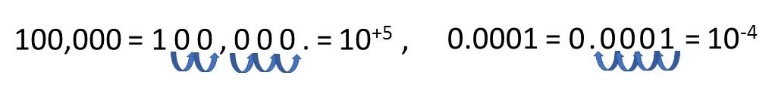 100,000 = 1 0 0 , 0 0 0 . = 10⁺⁵ , 0.0001 = 0 . 0 0 0 1 = 10⁻⁴